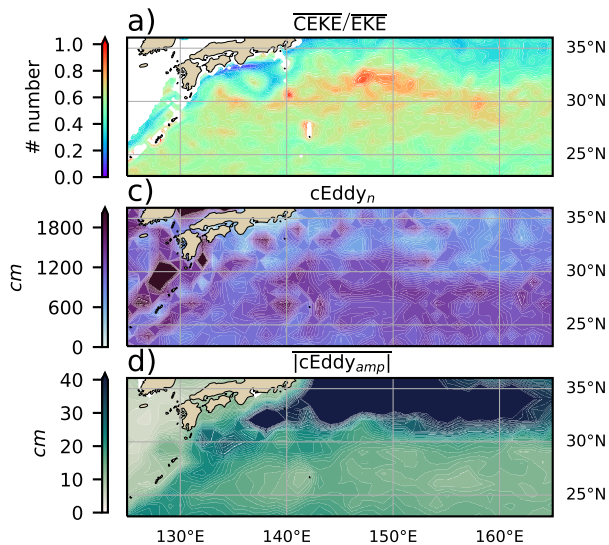 a) CEKE/EKE
1.0
0.8
0.6
0.4
0.2
0.0
# number
35°N
30°N
25°N
c) cEddyn
1800
1200
600
0
cm
35°N
30°N
25°N
d) |cEddyamp|
40
30
20
10
0
cm
35°N
30°N
25°N
130°E 140°E 150°E 160°E